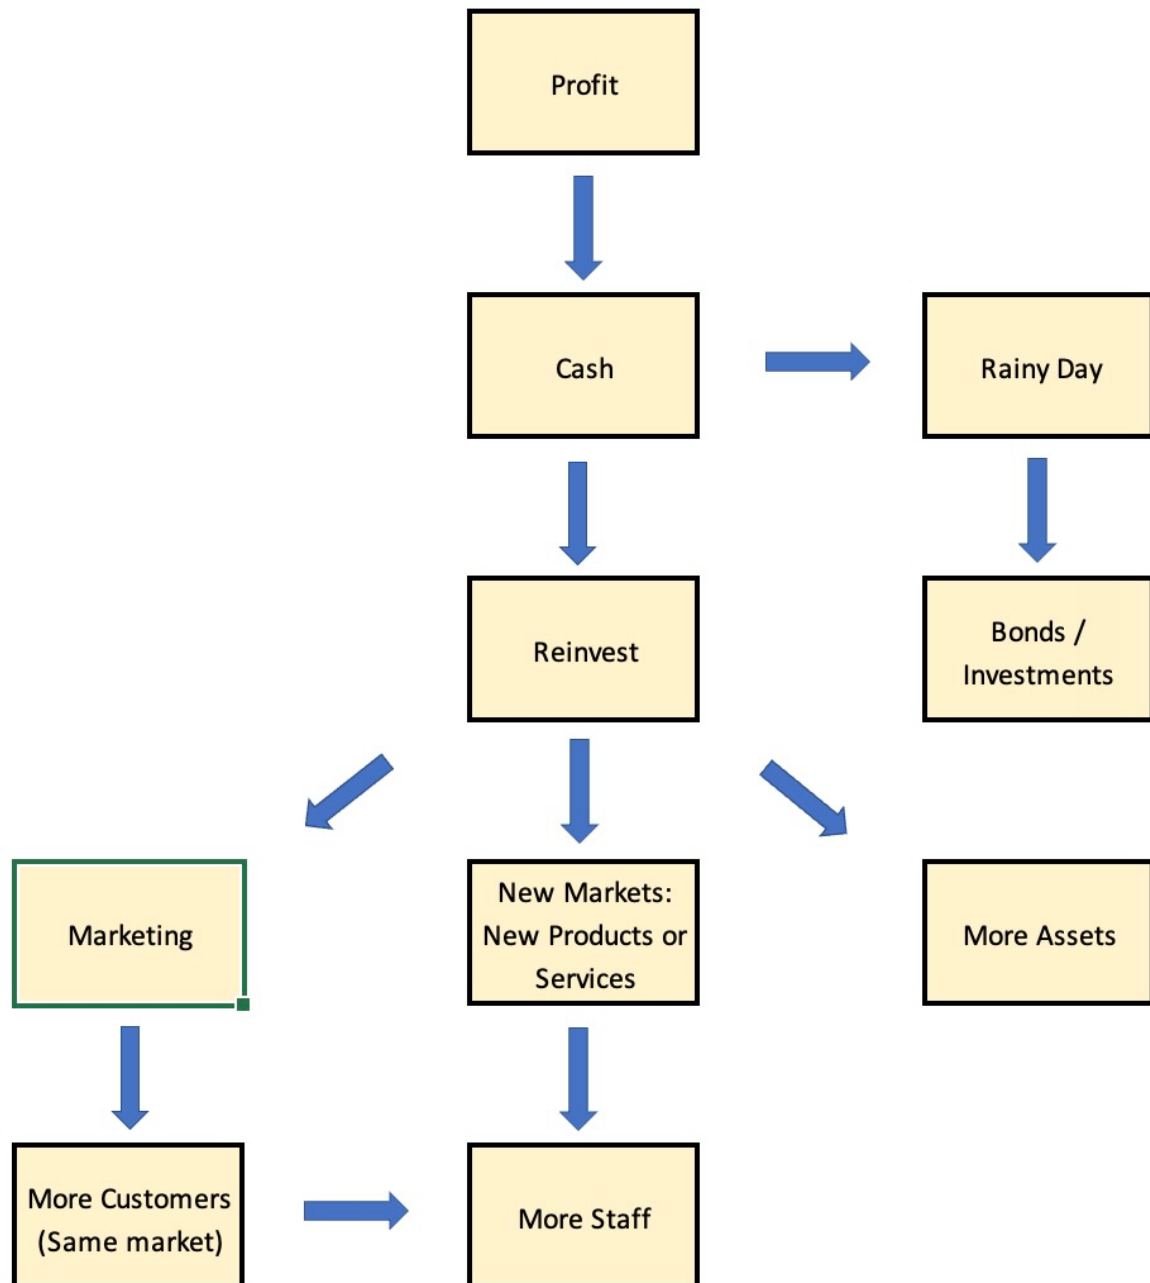 Profit
Cash
Rainy Day
Reinvest
Bonds /
Investments
Marketing
New Markets:
New Products or
Services
More Assets
More Customers
(Same market)
More Staff